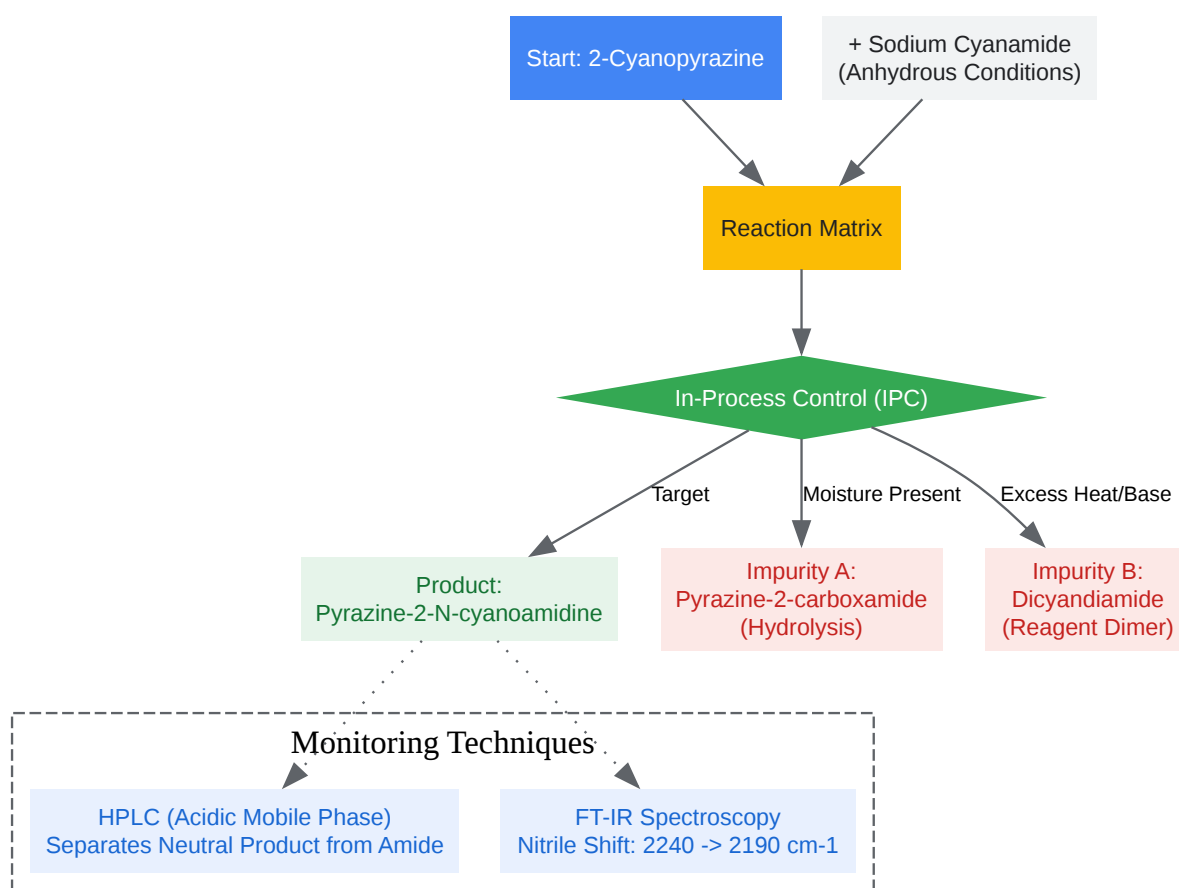 Start: 2-Cyanopyrazine
+ Sodium Cyanamide
(Anhydrous Conditions)
Reaction Matrix
In-Process Control (IPC)
Target
Moisture Present
Excess Heat/Base
Product:
Pyrazine-2-N-cyanoamidine
Impurity A:
Pyrazine-2-carboxamide
(Hydrolysis)
Impurity B:
Dicyandiamide
(Reagent Dimer)
Monitoring Techniques
HPLC (Acidic Mobile Phase)
Separates Neutral Product from Amide
FT-IR Spectroscopy
Nitrile Shift: 2240 -> 2190 cm-1